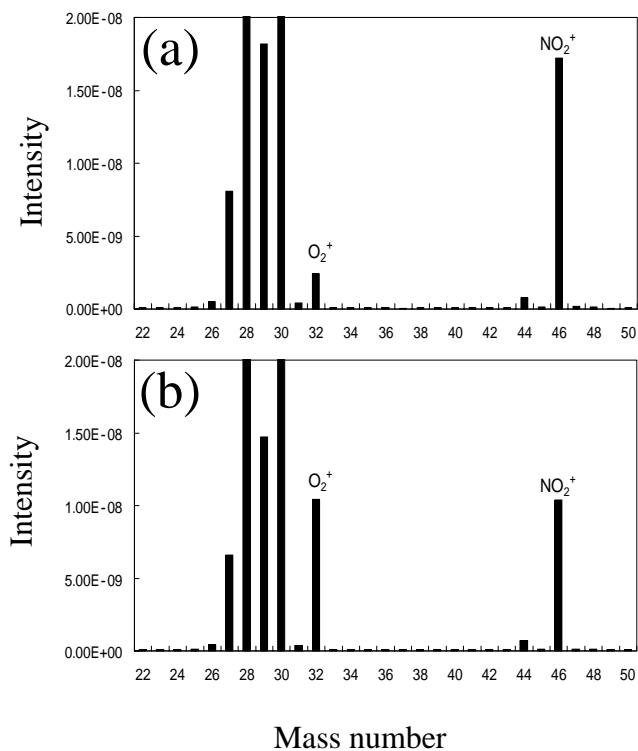 (a)
Intensity
2.00E-08
1.50E-08
1.00E-08
5.00E-09
0.00E+00
O₂⁺
NO₂⁺
22 24 26 28 30 32 34 36 38 40 42 44 46 48 50
(b)
Intensity
2.00E-08
1.50E-08
1.00E-08
5.00E-09
0.00E+00
O₂⁺
NO₂⁺
22 24 26 28 30 32 34 36 38 40 42 44 46 48 50
Mass number